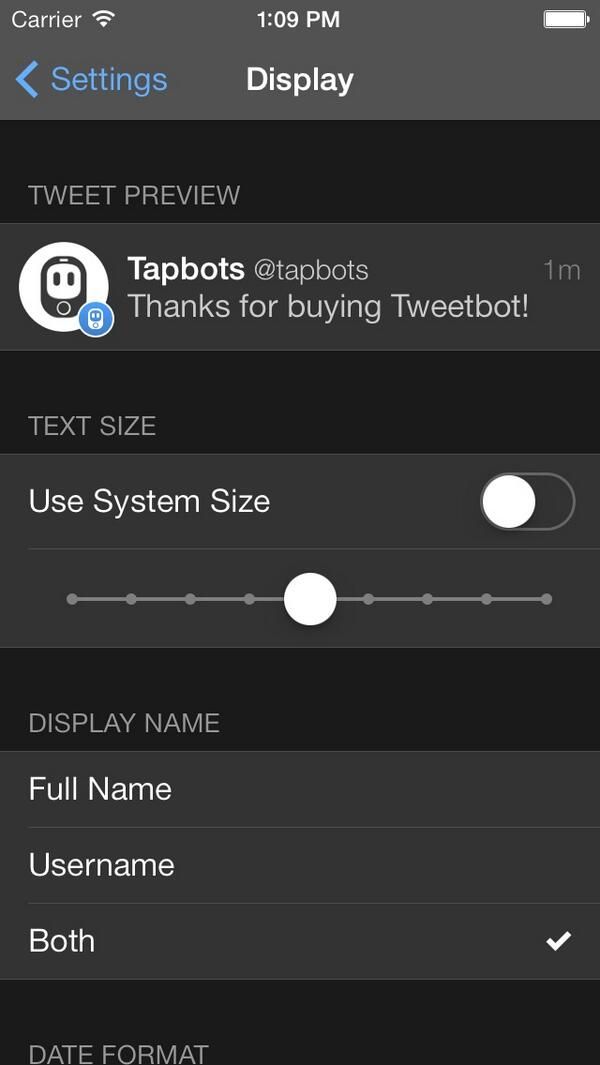 Carrier 1:09 PM
Settings Display
TWEET PREVIEW
Tapbots @tapbots 1m
Thanks for buying Tweetbot!
TEXT SIZE
Use System Size
DISPLAY NAME
Full Name
Username
Both
DATE FORMAT